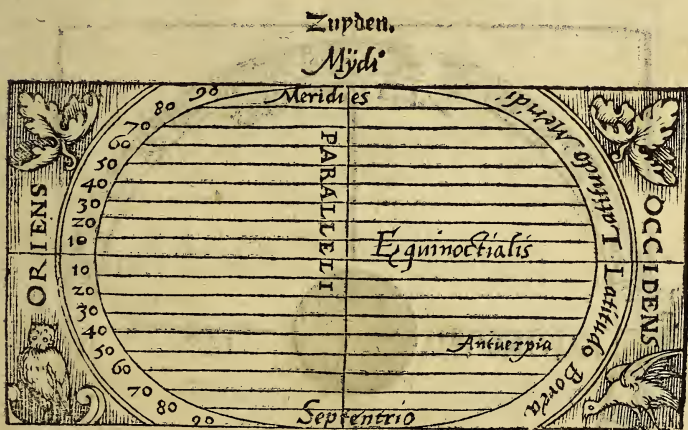 Zuyden.
Mÿdi
Meridies
90
80
70
60
50
40
30
20
10
10
20
30
40
50
60
70
80
90
ORIENS
PARALLELI
Equinoctialis
Antuerpia
Septentrio
Latitudo Meridi.
Latitudo Borea
OCCIDENS